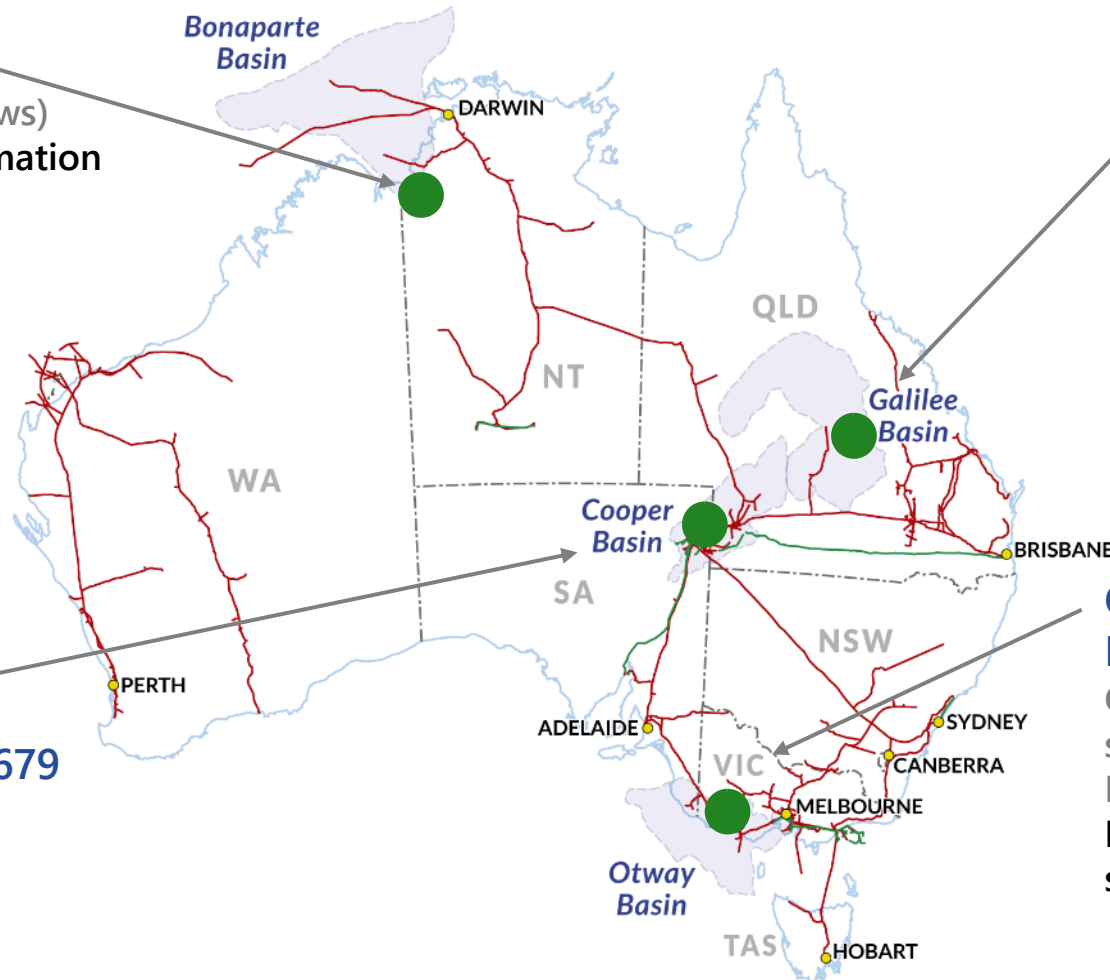 Bonaparte
Basin
DARWIN
ws)
mation
QLD
NT
Galilee
Basin
WA
Cooper
Basin
BRISBANE
SA
NSW
PERTH
ADELAIDE
SYDNEY
679
VIC
CANBERRA
MELBOURNE
Otway
Basin
TAS
HOBART